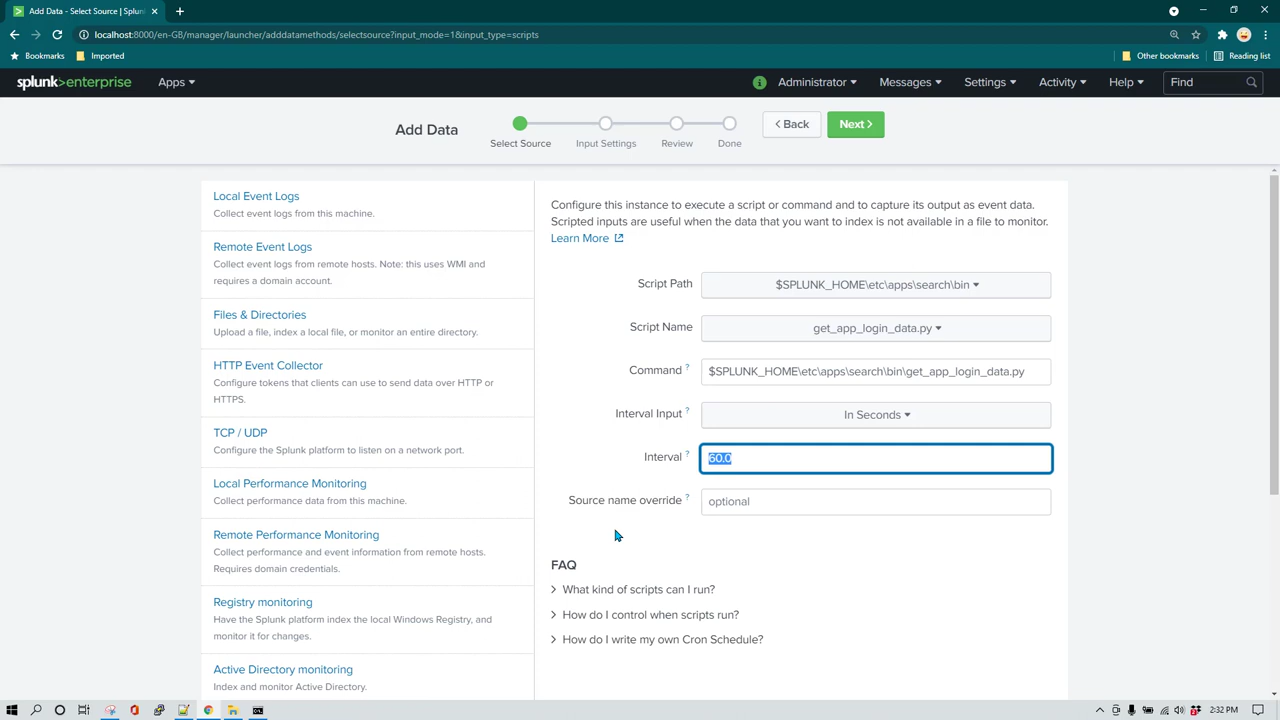 Add Data - Select Source | Splun
localhost:8000/en-GB/manager/launcher/adddatamethods/selectsource?input_mode=1&input_type=scripts
Bookmarks
Imported
Other bookmarks
Reading list
splunk>enterprise
Apps
i
Administrator
Messages
Settings
Activity
Help
Find
Add Data
Select Source
Input Settings
Review
Done
Back
Next
Local Event Logs
Collect event logs from this machine.
Remote Event Logs
Collect event logs from remote hosts. Note: this uses WMI and
requires a domain account.
Files & Directories
Upload a file, index a local file, or monitor an entire directory.
HTTP Event Collector
Configure tokens that clients can use to send data over HTTP or
HTTPS.
TCP / UDP
Configure the Splunk platform to listen on a network port.
Local Performance Monitoring
Collect performance data from this machine.
Remote Performance Monitoring
Collect performance and event information from remote hosts.
Requires domain credentials.
Registry monitoring
Have the Splunk platform index the local Windows Registry, and
monitor it for changes.
Active Directory monitoring
Index and monitor Active Directory.
Configure this instance to execute a script or command and to capture its output as event data.
Scripted inputs are useful when the data that you want to index is not available in a file to monitor.
Learn More
Script Path
$SPLUNK_HOME\etc\apps\search\bin
Script Name
get_app_login_data.py
Command ?
$SPLUNK_HOME\etc\apps\search\bin\get_app_login_data.py
Interval Input ?
In Seconds
Interval ?
60.0
Source name override ?
optional
FAQ
What kind of scripts can I run?
How do I control when scripts run?
How do I write my own Cron Schedule?
2:32 PM